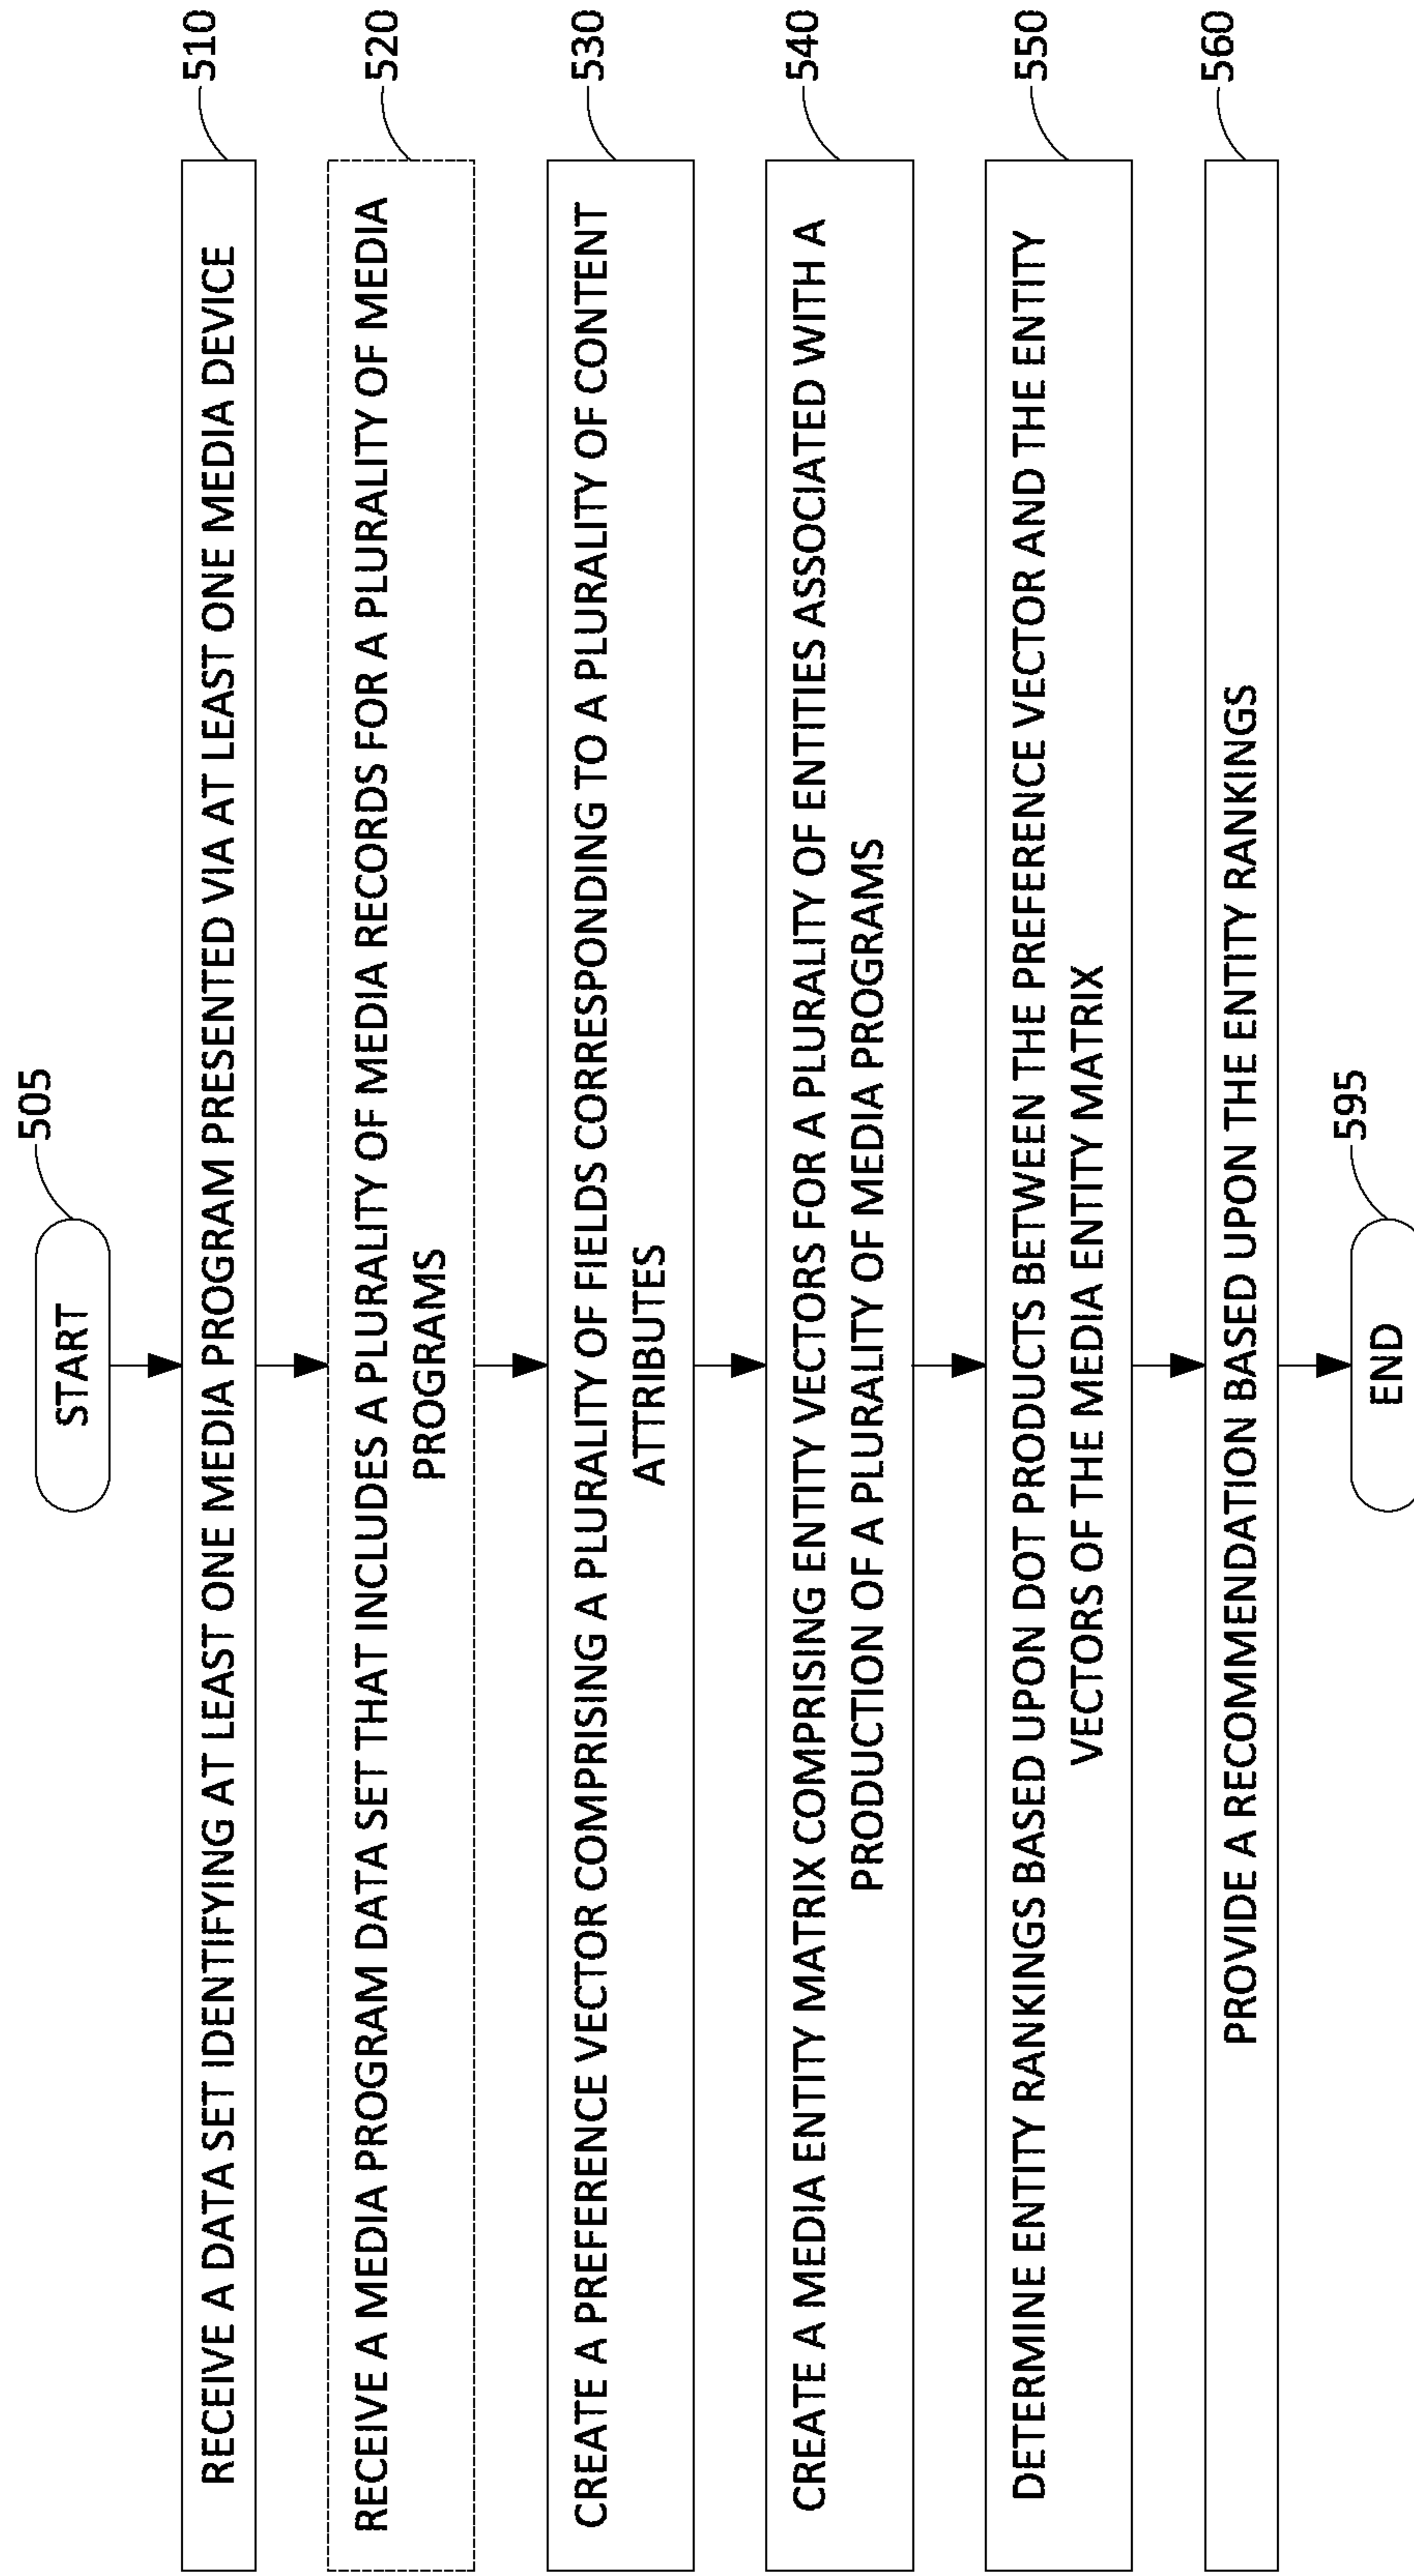 START
505
RECEIVE A DATA SET IDENTIFYING AT LEAST ONE MEDIA PROGRAM PRESENTED VIA AT LEAST ONE MEDIA DEVICE
510
RECEIVE A MEDIA PROGRAM DATA SET THAT INCLUDES A PLURALITY OF MEDIA RECORDS FOR A PLURALITY OF MEDIA
PROGRAMS
520
CREATE A PREFERENCE VECTOR COMPRISING A PLURALITY OF FIELDS CORRESPONDING TO A PLURALITY OF CONTENT
ATTRIBUTES
530
CREATE A MEDIA ENTITY MATRIX COMPRISING ENTITY VECTORS FOR A PLURALITY OF ENTITIES ASSOCIATED WITH A
PRODUCTION OF A PLURALITY OF MEDIA PROGRAMS
540
DETERMINE ENTITY RANKINGS BASED UPON DOT PRODUCTS BETWEEN THE PREFERENCE VECTOR AND THE ENTITY
VECTORS OF THE MEDIA ENTITY MATRIX
550
PROVIDE A RECOMMENDATION BASED UPON THE ENTITY RANKINGS
560
END
595